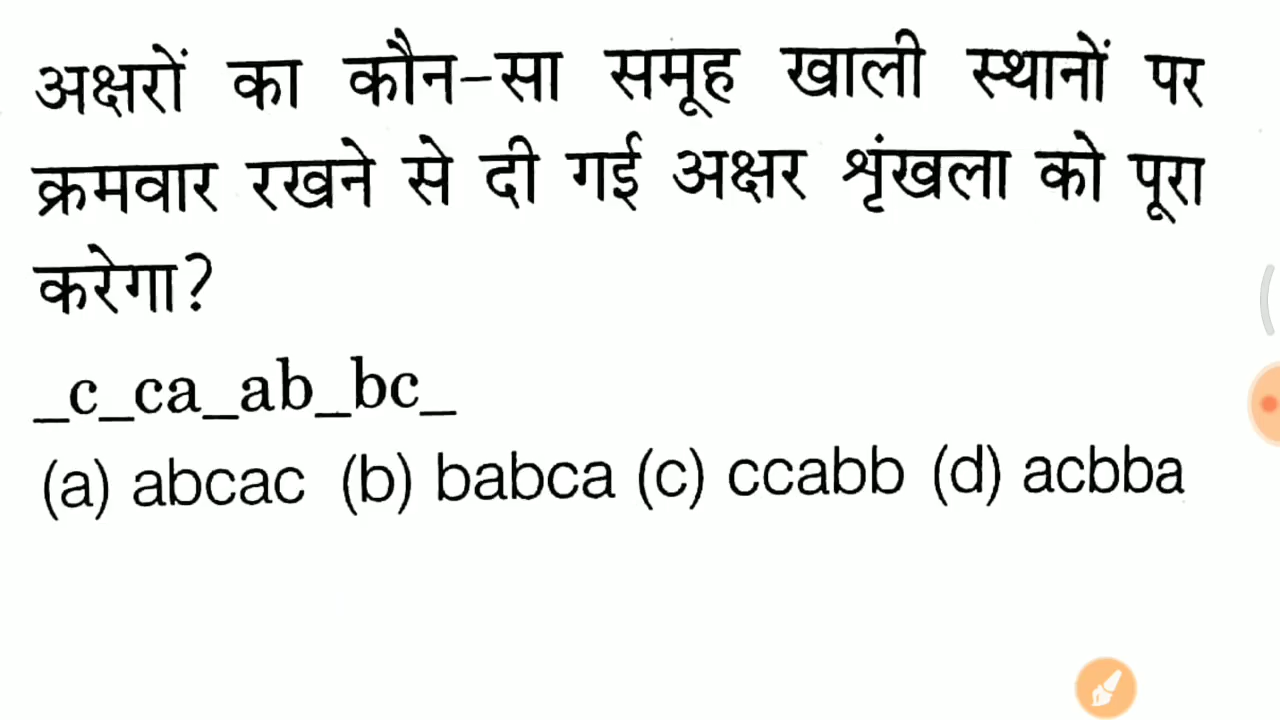 अक्षरों का कौन-सा समूह खाली स्थानों पर
क्रमवार रखने से दी गई अक्षर शृंखला को पूरा
करेगा?
_c_ca_ab_bc_
(a) abcac (b) babca (c) ccabb (d) acbba